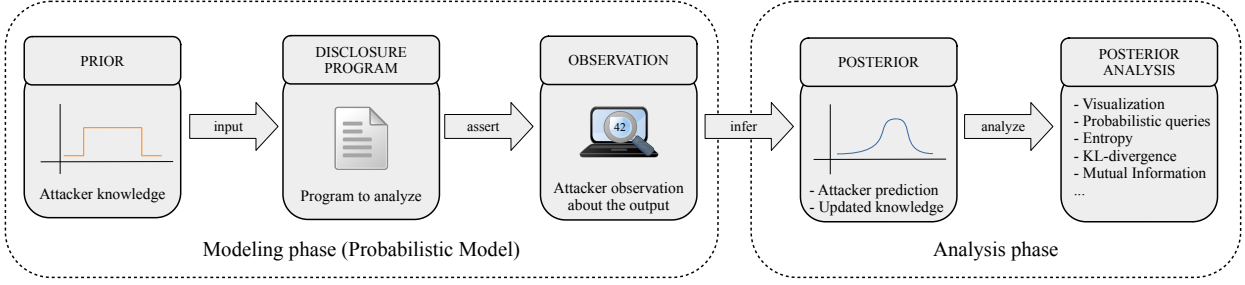 PRIOR
Attacker knowledge
input
DISCLOSURE
PROGRAM
Program to analyze
assert
OBSERVATION
42
Attacker observation
about the output
infer
POSTERIOR
- Attacker prediction
- Updated knowledge
analyze
POSTERIOR
ANALYSIS
- Visualization
- Probabilistic queries
- Entropy
- KL-divergence
- Mutual Information
...
Modeling phase (Probabilistic Model)
Analysis phase